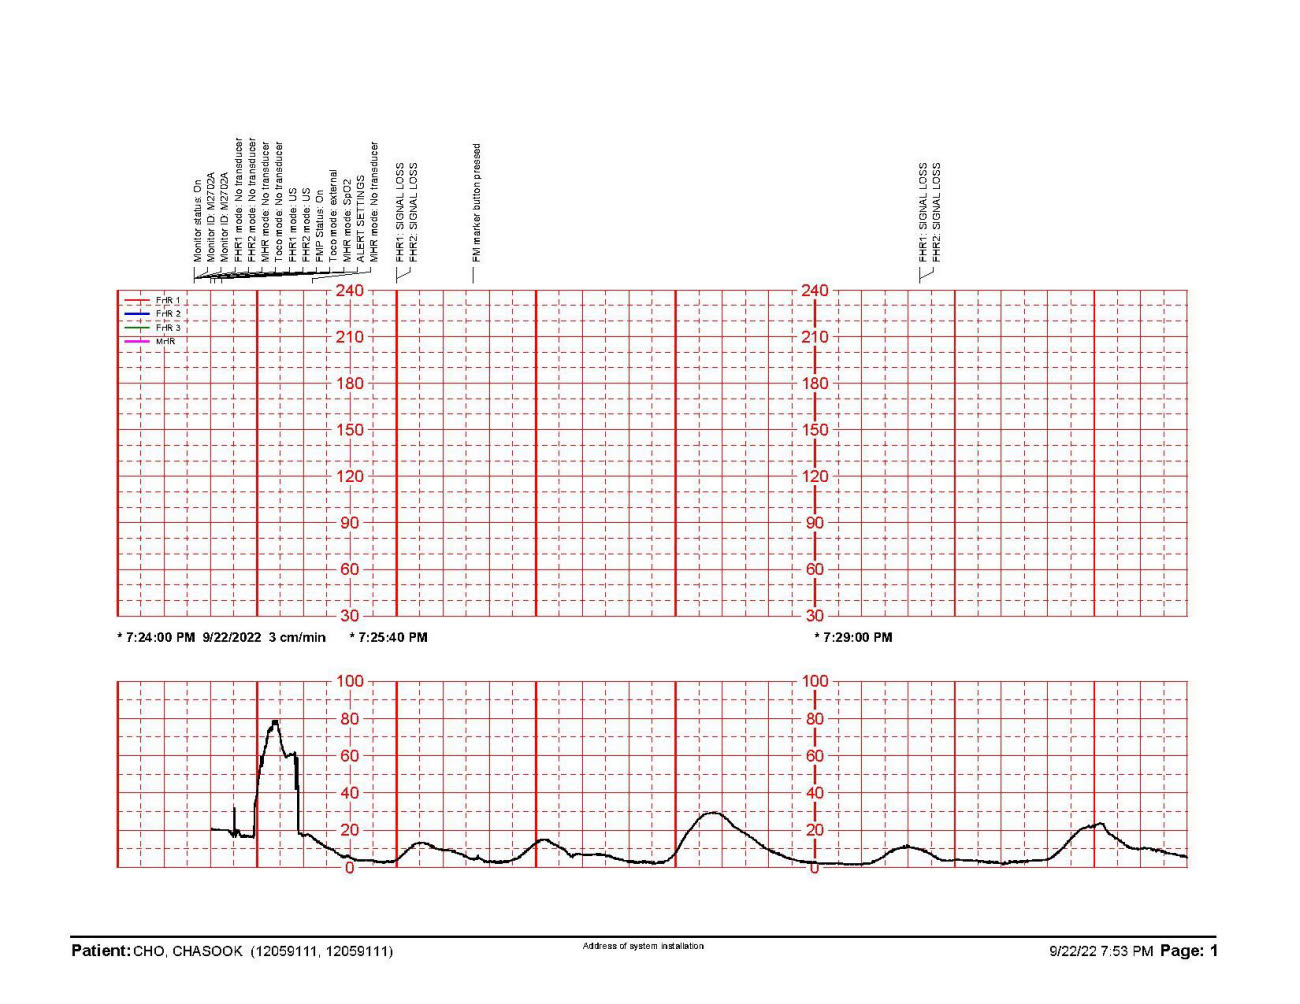 Monitor status: On
Monitor ID: M2702A
Monitor ID: M2702A
FHR1 mode: No transducer
FHR2 mode: No transducer
MHR mode: No transducer
Toco mode: No transducer
FHR1 mode: US
FHR2 mode: US
FMP Status: On
Toco mode: external
MHR mode: SpO2
ALERT SETTINGS
MHR mode: No transducer
FHR1: SIGNAL LOSS
FHR2: SIGNAL LOSS
FM marker button pressed
FHR1: SIGNAL LOSS
FHR2: SIGNAL LOSS
FHR 1
FHR 2
FHR 3
MHR
240 240
210 210
180 180
150 150
120 120
90 90
60 60
30 30
* 7:24:00 PM 9/22/2022 3 cm/min * 7:25:40 PM * 7:29:00 PM
100 100
80 80
60 60
40 40
20 20
0 0
Patient: CHO, CHASOOK (12059111, 12059111) Address of system installation 9/22/22 7:53 PM Page: 1